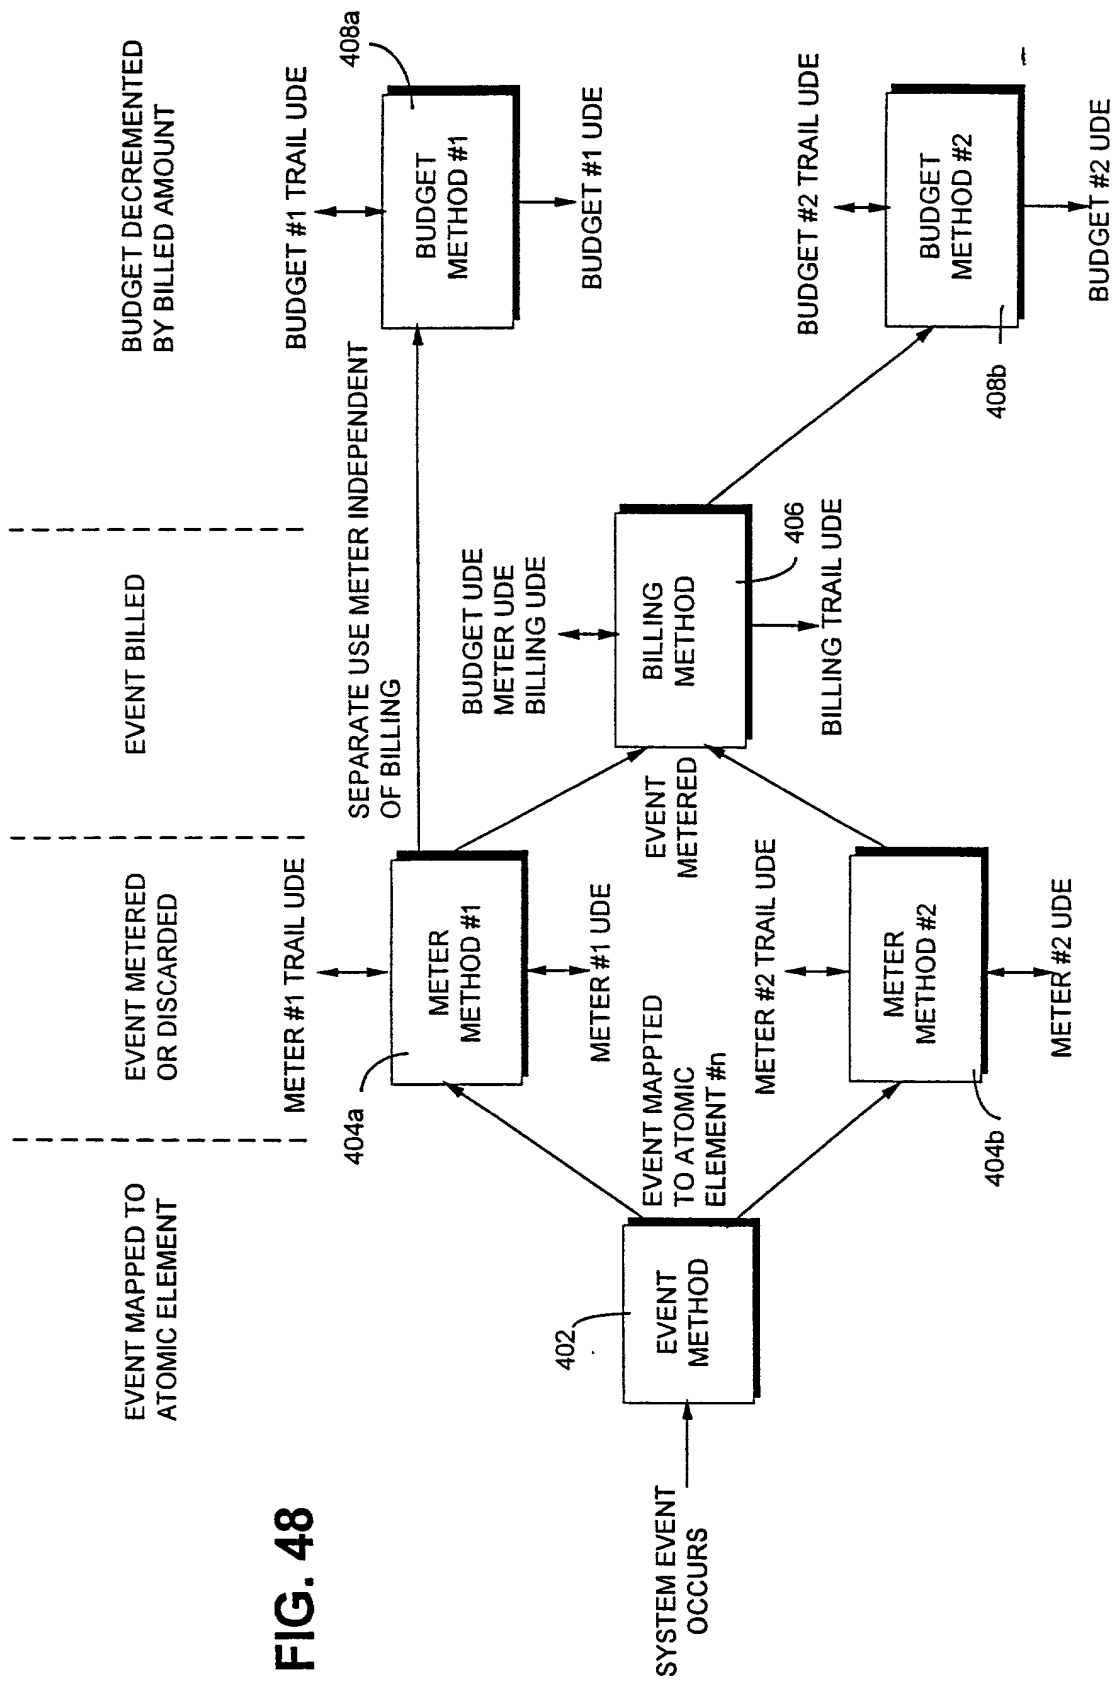 FIG. 48
EVENT MAPPED TO
ATOMIC ELEMENT
EVENT METERED
OR DISCARDED
EVENT BILLED
BUDGET DECREMENTED
BY BILLED AMOUNT
SYSTEM EVENT
OCCURS
402
EVENT
METHOD
EVENT MAPPTED
TO ATOMIC
ELEMENT #n
METER #1 TRAIL UDE
404a
METER
METHOD #1
METER #1 UDE
METER #2 TRAIL UDE
METER
METHOD #2
404b
METER #2 UDE
SEPARATE USE METER INDEPENDENT
OF BILLING
EVENT
METERED
BUDGET UDE
METER UDE
BILLING UDE
BILLING
METHOD
406
BILLING TRAIL UDE
BUDGET #1 TRAIL UDE
408a
BUDGET
METHOD #1
BUDGET #1 UDE
BUDGET #2 TRAIL UDE
BUDGET
METHOD #2
408b
BUDGET #2 UDE